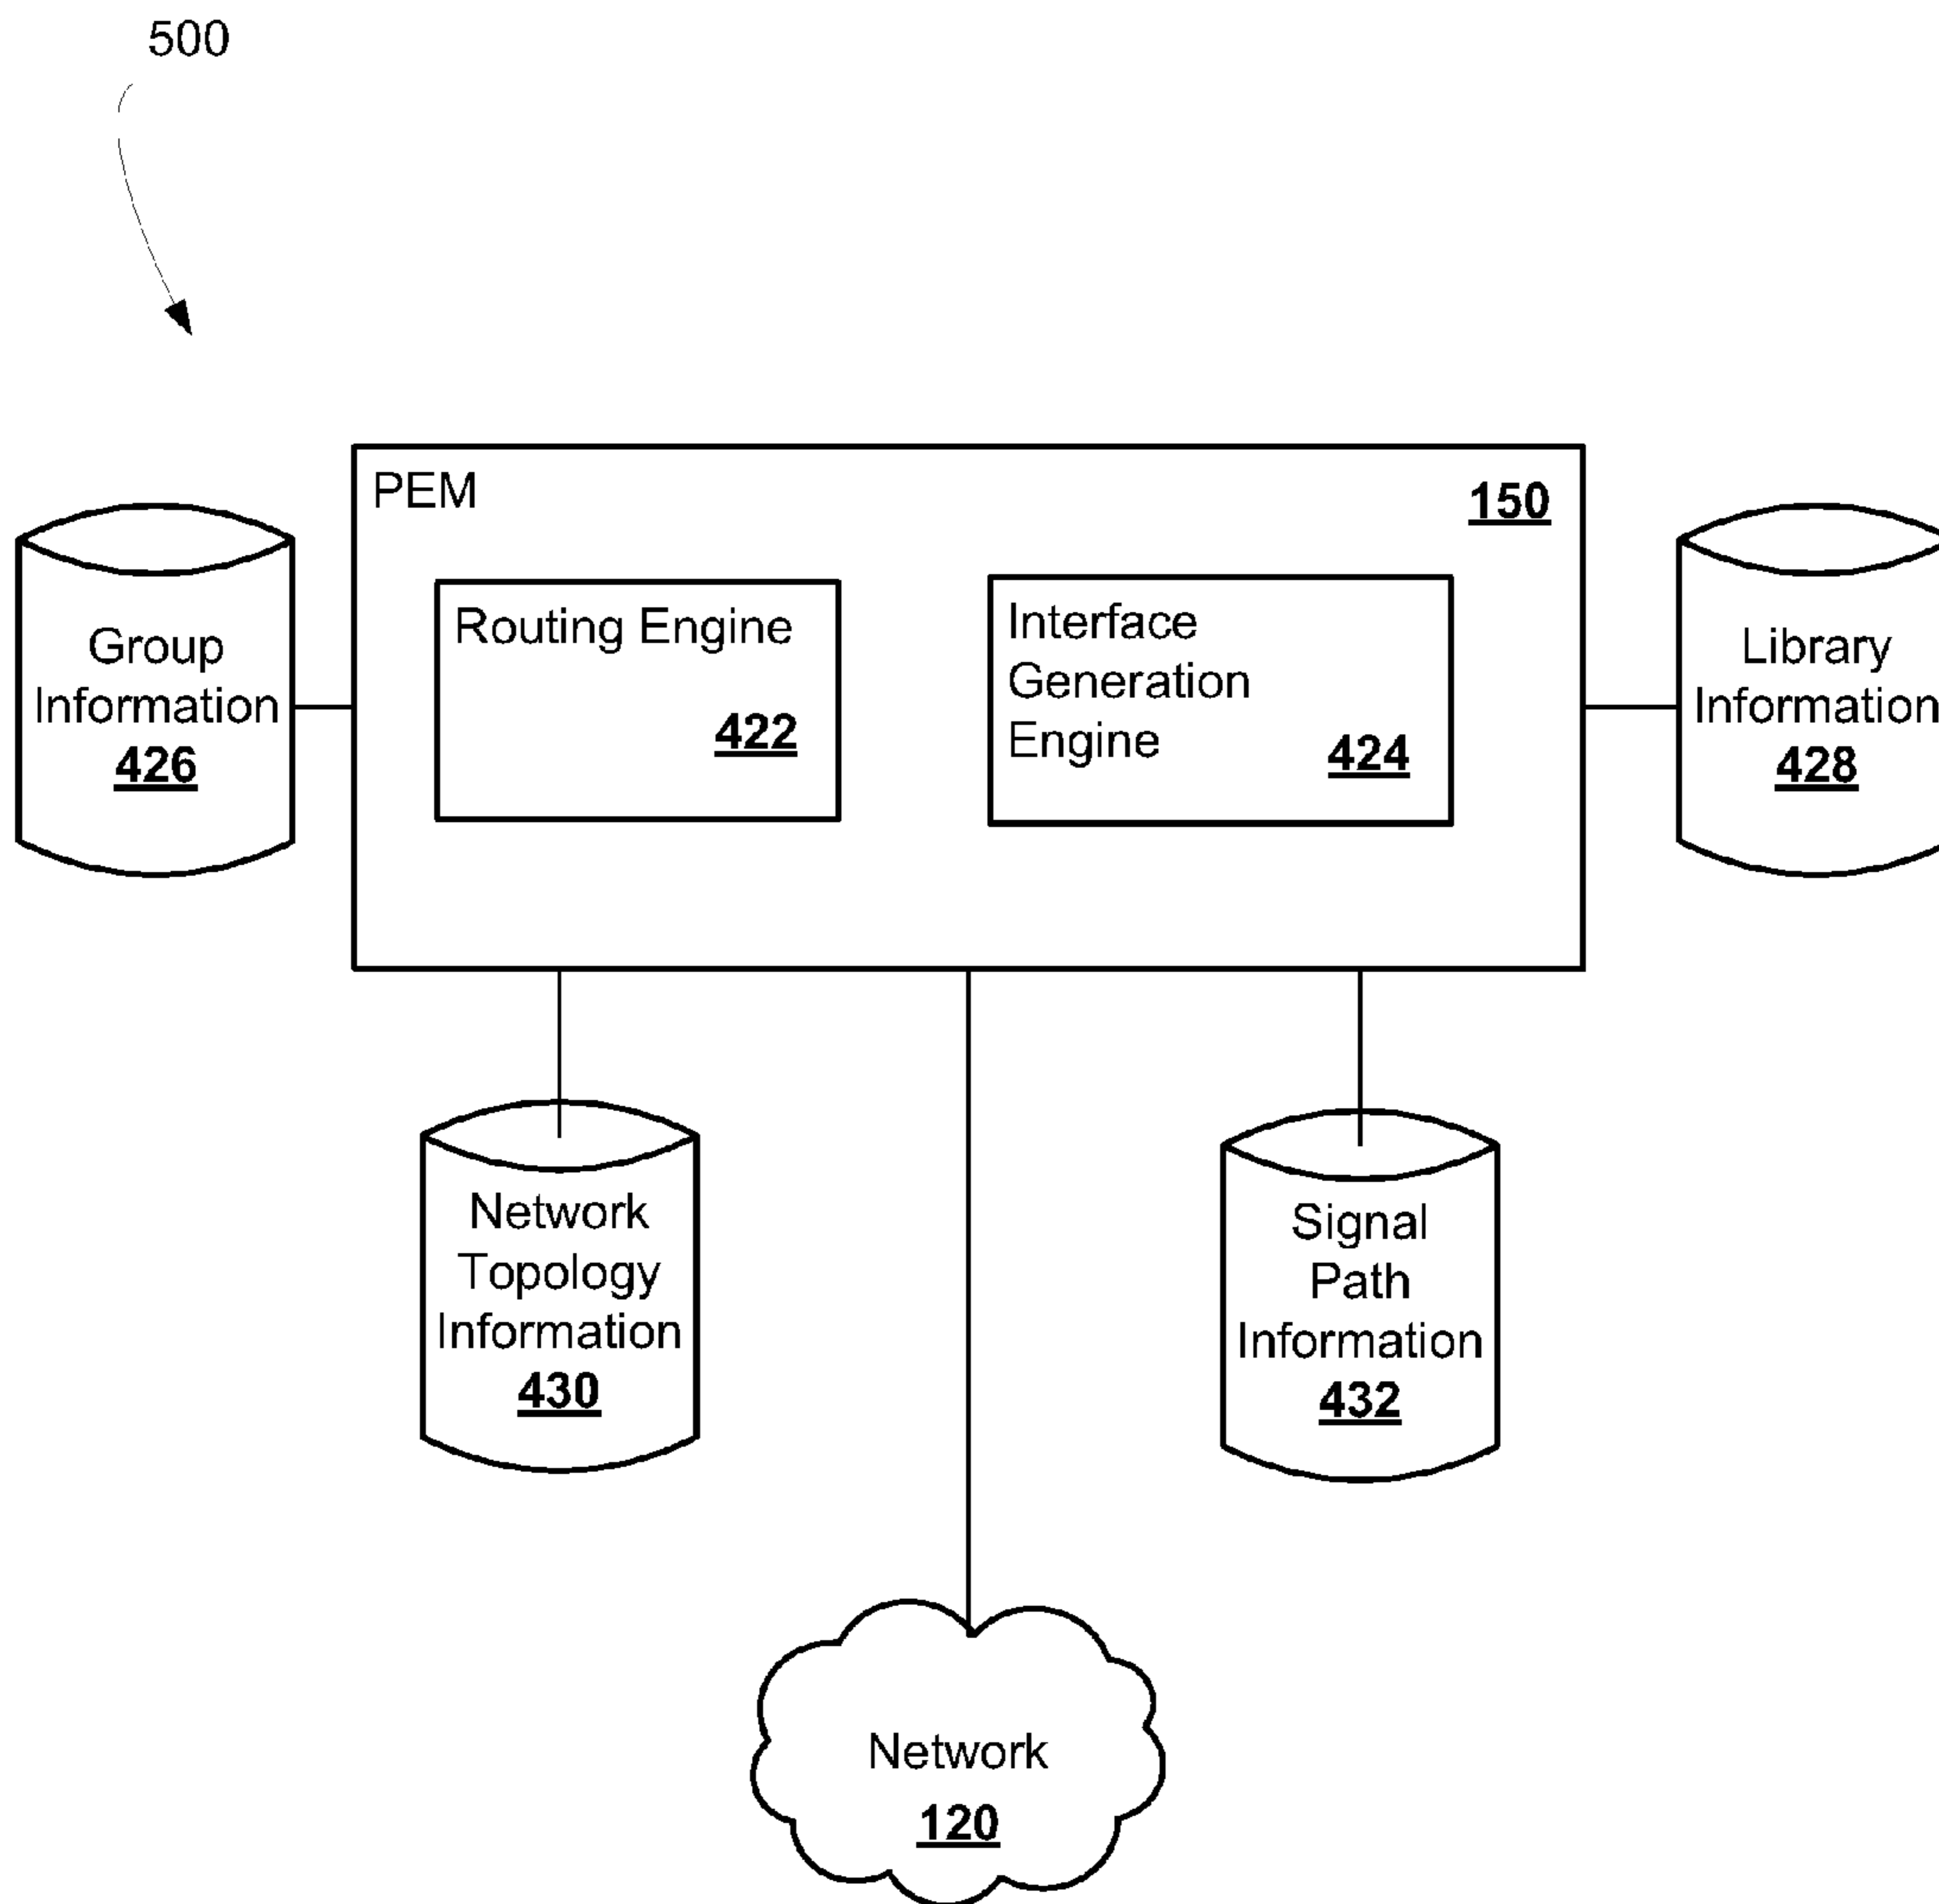 500
PEM
150
Routing Engine
422
Interface
Generation
Engine
424
Group
Information
426
Library
Information
428
Network
Topology
Information
430
Signal
Path
Information
432
Network
120